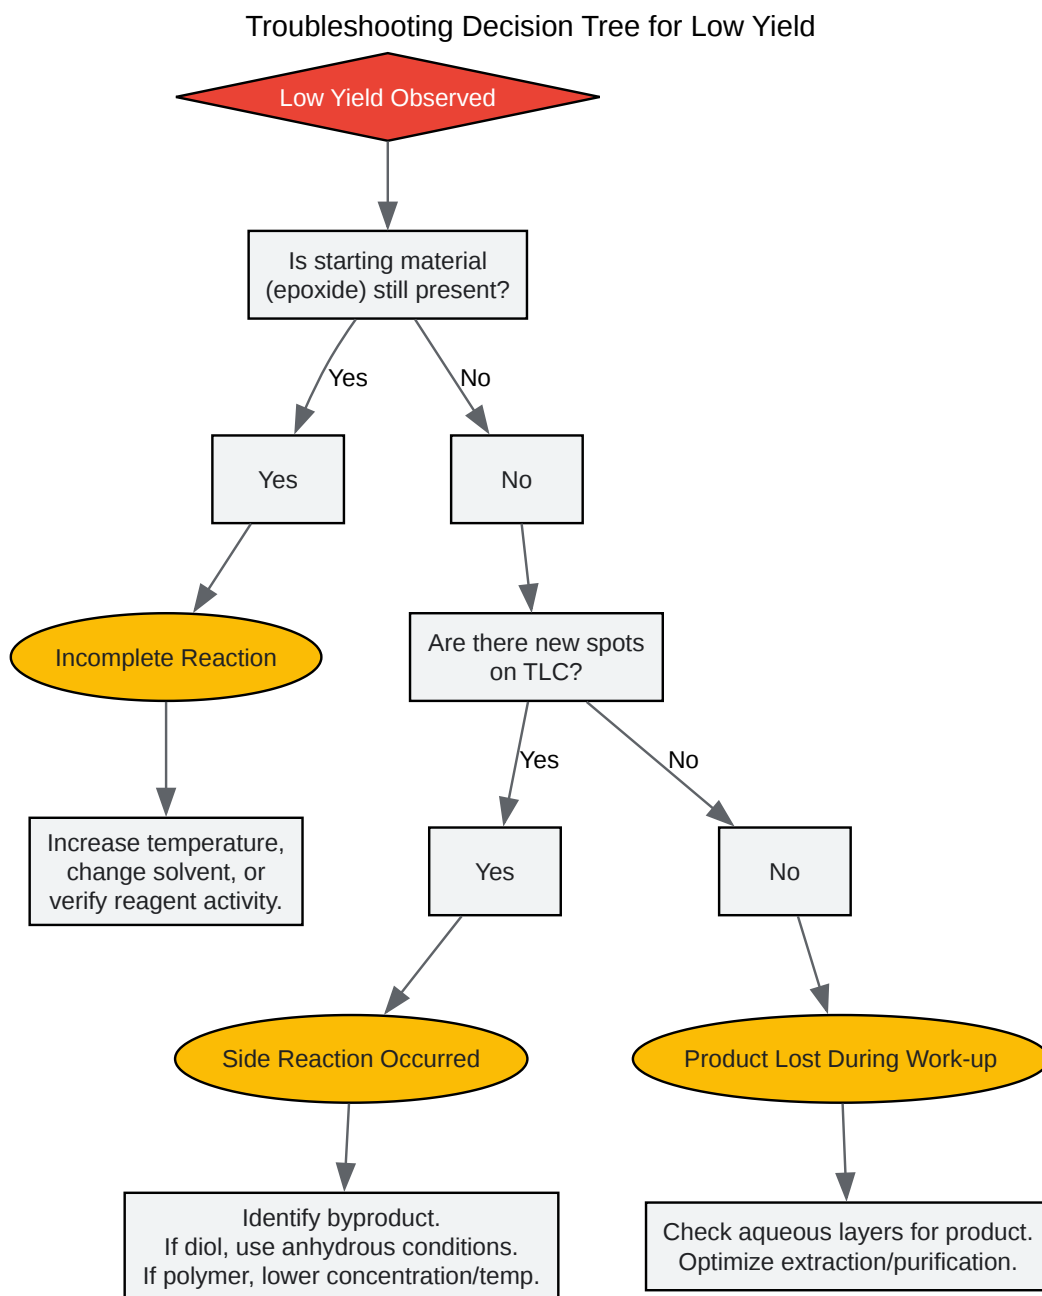 Troubleshooting Decision Tree for Low Yield
Low Yield Observed
Is starting material
(epoxide) still present?
Yes
No
Yes
No
Incomplete Reaction
Are there new spots
on TLC?
Yes
No
Increase temperature,
change solvent, or
verify reagent activity.
Yes
No
Side Reaction Occurred
Product Lost During Work-up
Identify byproduct.
If diol, use anhydrous conditions.
If polymer, lower concentration/temp.
Check aqueous layers for product.
Optimize extraction/purification.